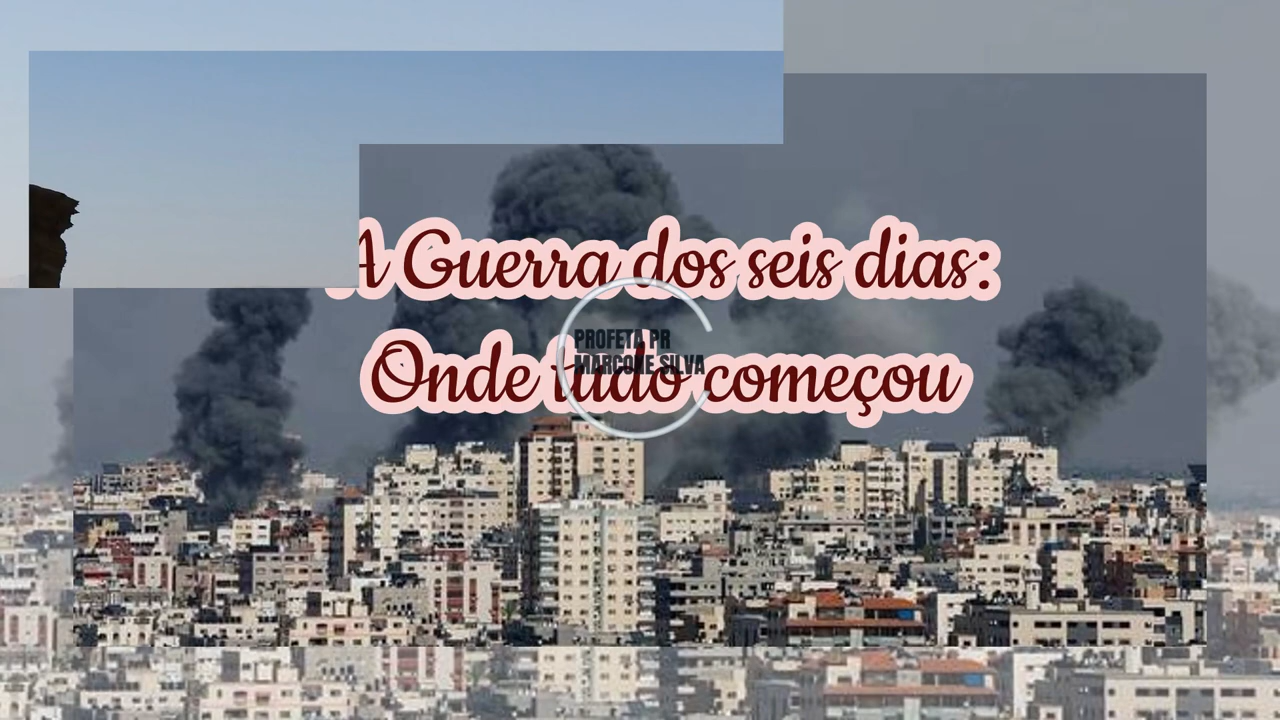 A Guerra dos seis dias:
Onde tudo começou
PROFETA PR
MARCONE SILVA